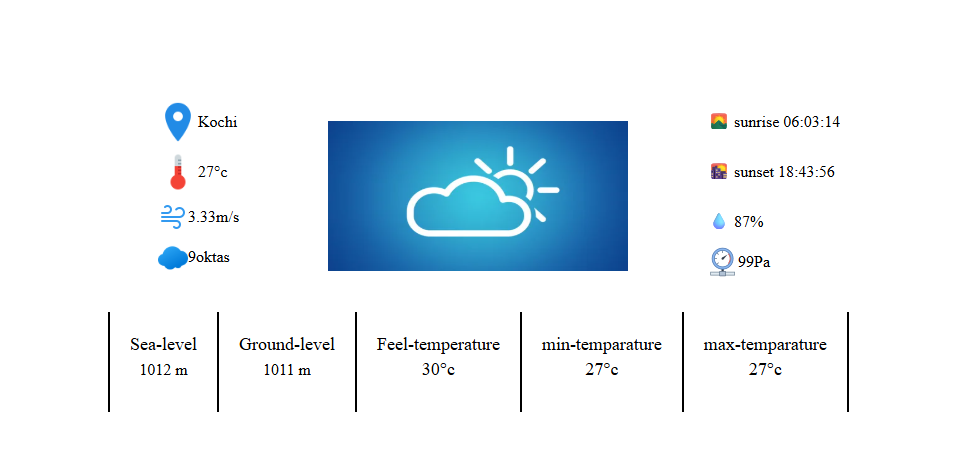 Kochi
27°c
3.33m/s
9oktas
sunrise 06:03:14
sunset 18:43:56
87%
99Pa
Sea-level
1012 m
Ground-level
1011 m
Feel-temperature
30°c
min-temparature
27°c
max-temparature
27°c